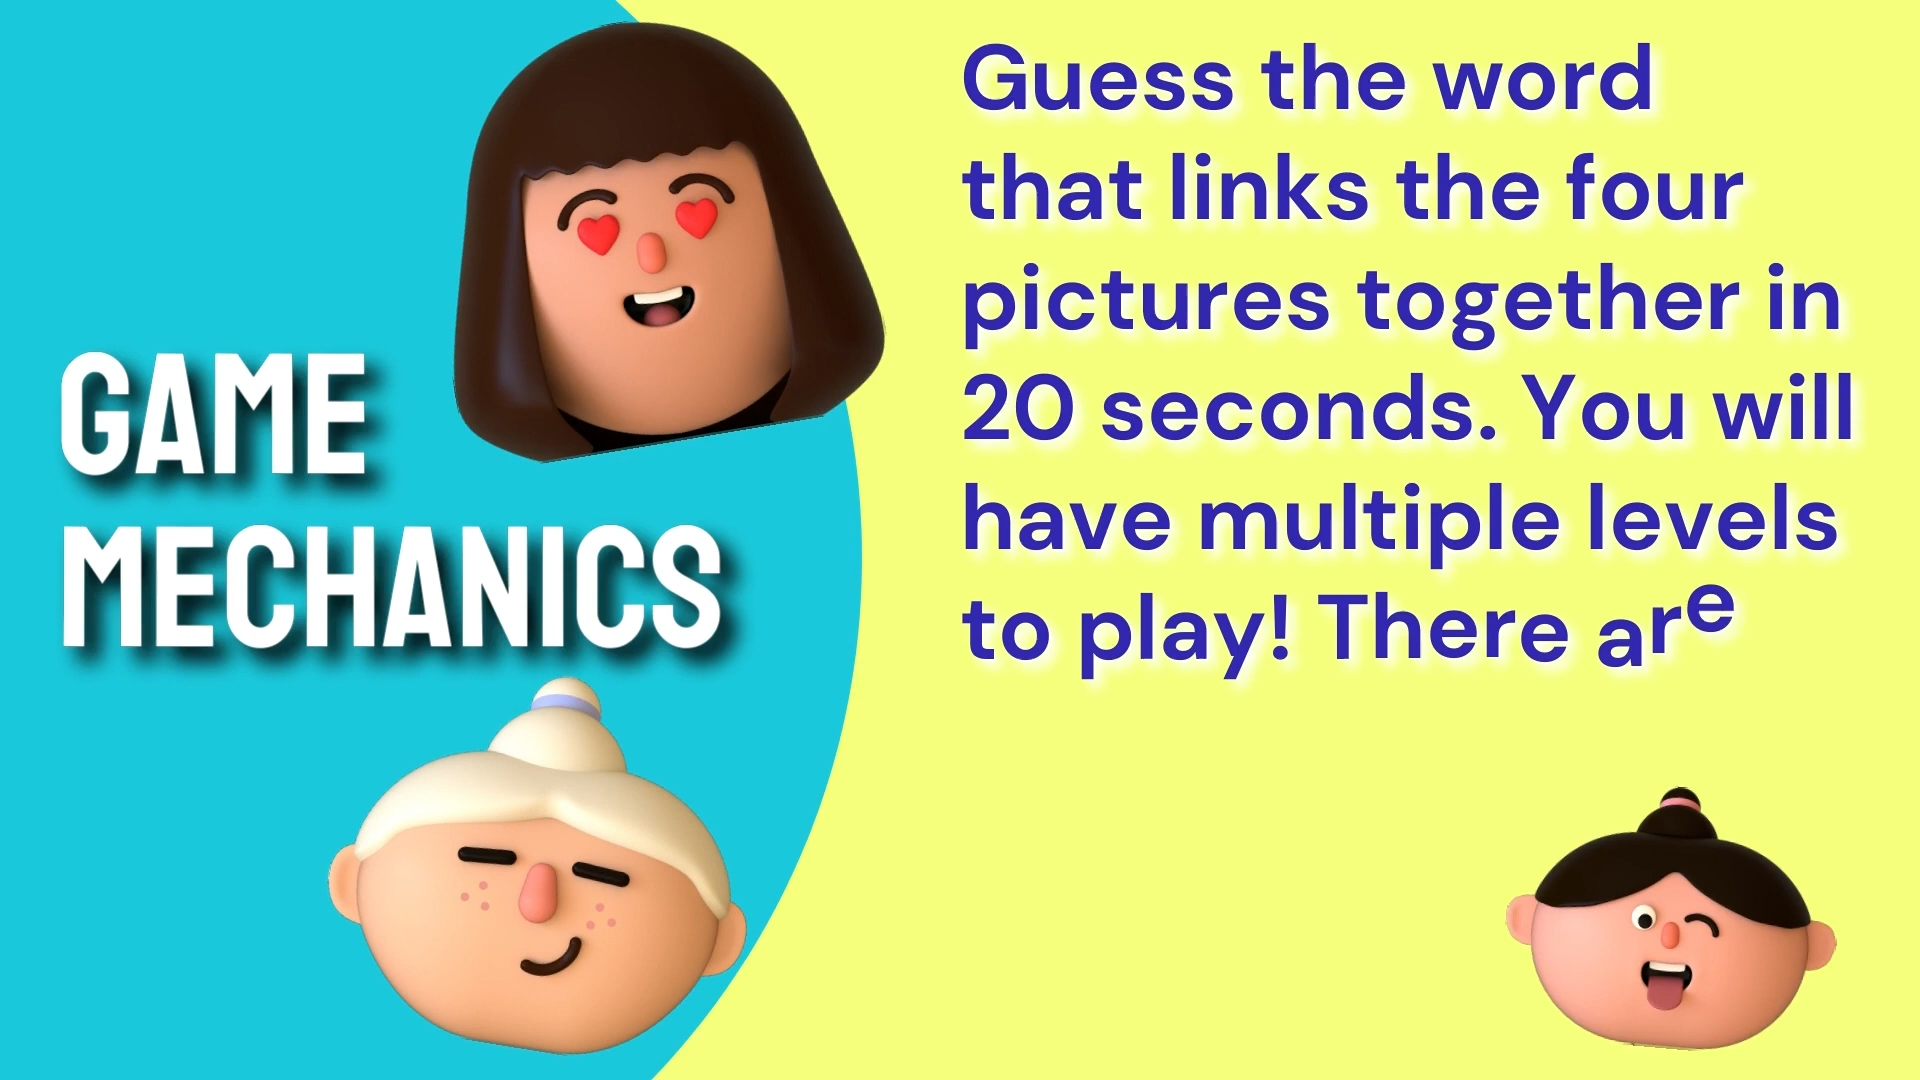 GAME
MECHANICS
Guess the word
that links the four
pictures together in
20 seconds. You will
have multiple levels
to play! There are